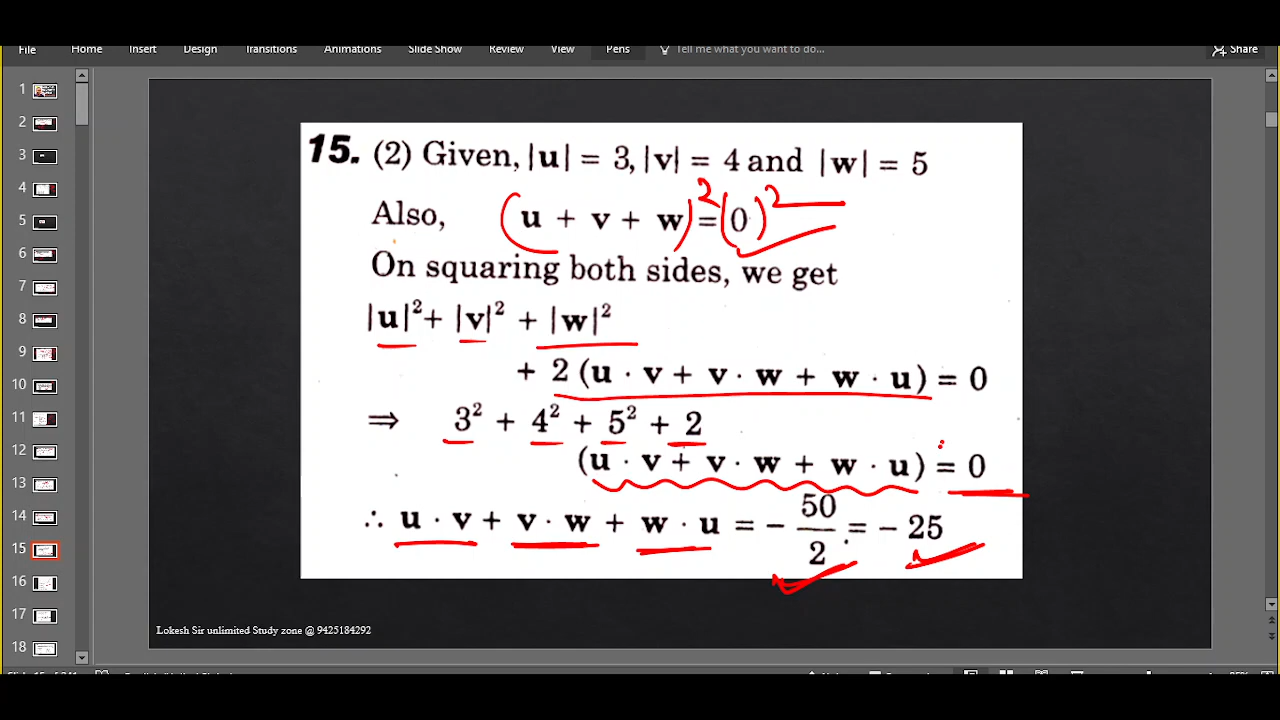 File Home Insert Design Transitions Animations Slide Show Review View Pens Tell me what you want to do... Share
1
2
3
4
5
6
7
8
9
10
11
12
13
14
15
16
17
18
15. (2) Given, |u| = 3, |v| = 4 and |w| = 5
Also, (u + v + w)² = (0)²
On squaring both sides, we get
|u|² + |v|² + |w|²
+ 2 (u · v + v · w + w · u) = 0
⇒ 3² + 4² + 5² + 2
(u · v + v · w + w · u) = 0
∴ u · v + v · w + w · u = − 50/2 = − 25
Lokesh Sir unlimited Study zone @ 9425184292